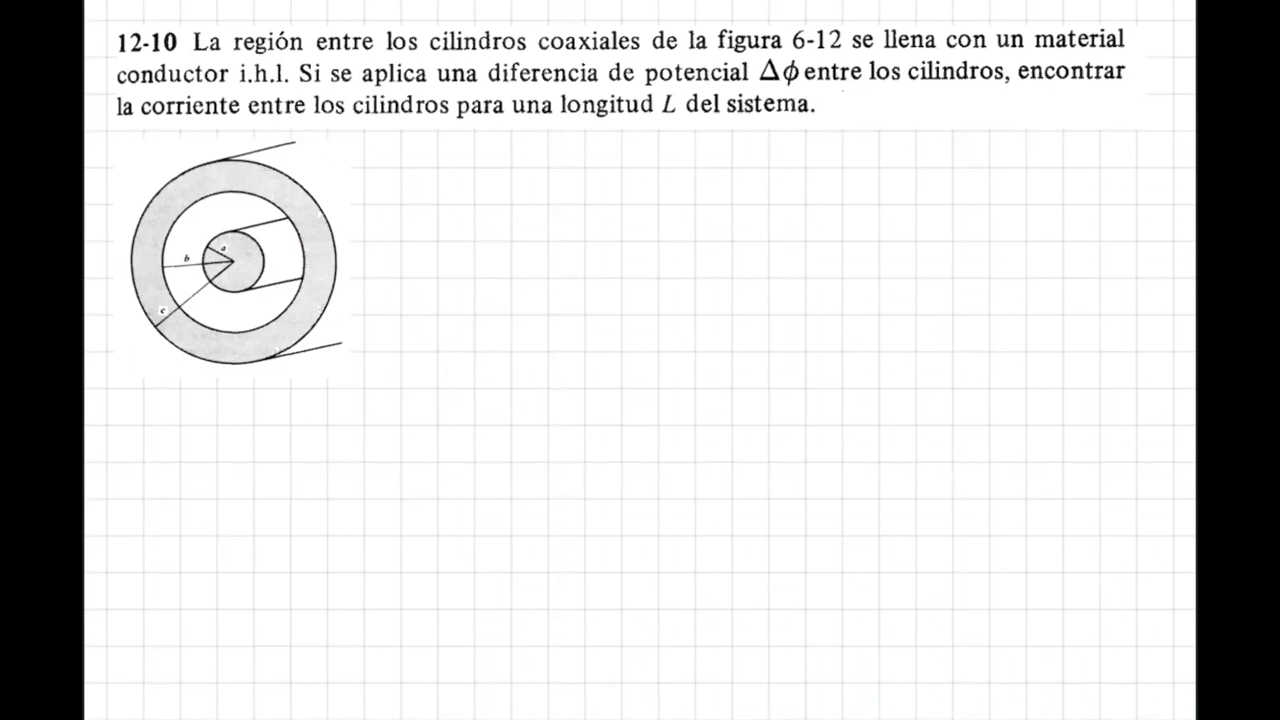 12-10 La región entre los cilindros coaxiales de la figura 6-12 se llena con un material
conductor i.h.l. Si se aplica una diferencia de potencial Δϕ entre los cilindros, encontrar
la corriente entre los cilindros para una longitud L del sistema.
a
b
c